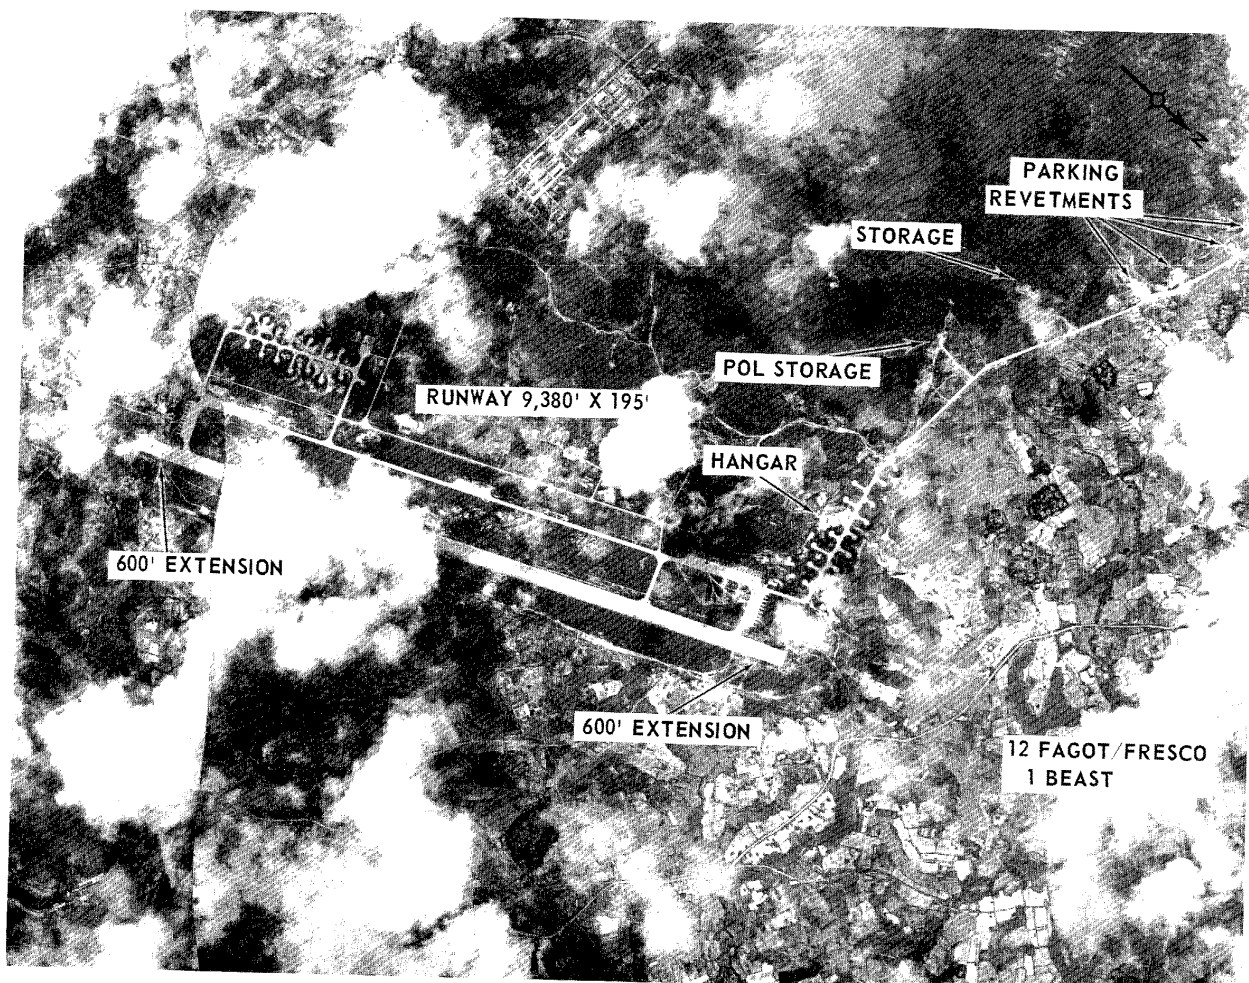 N
PARKING
REVETMENTS
STORAGE
POL STORAGE
RUNWAY 9,380' X 195'
HANGAR
600' EXTENSION
600' EXTENSION
12 FAGOT/FRESCO
1 BEAST